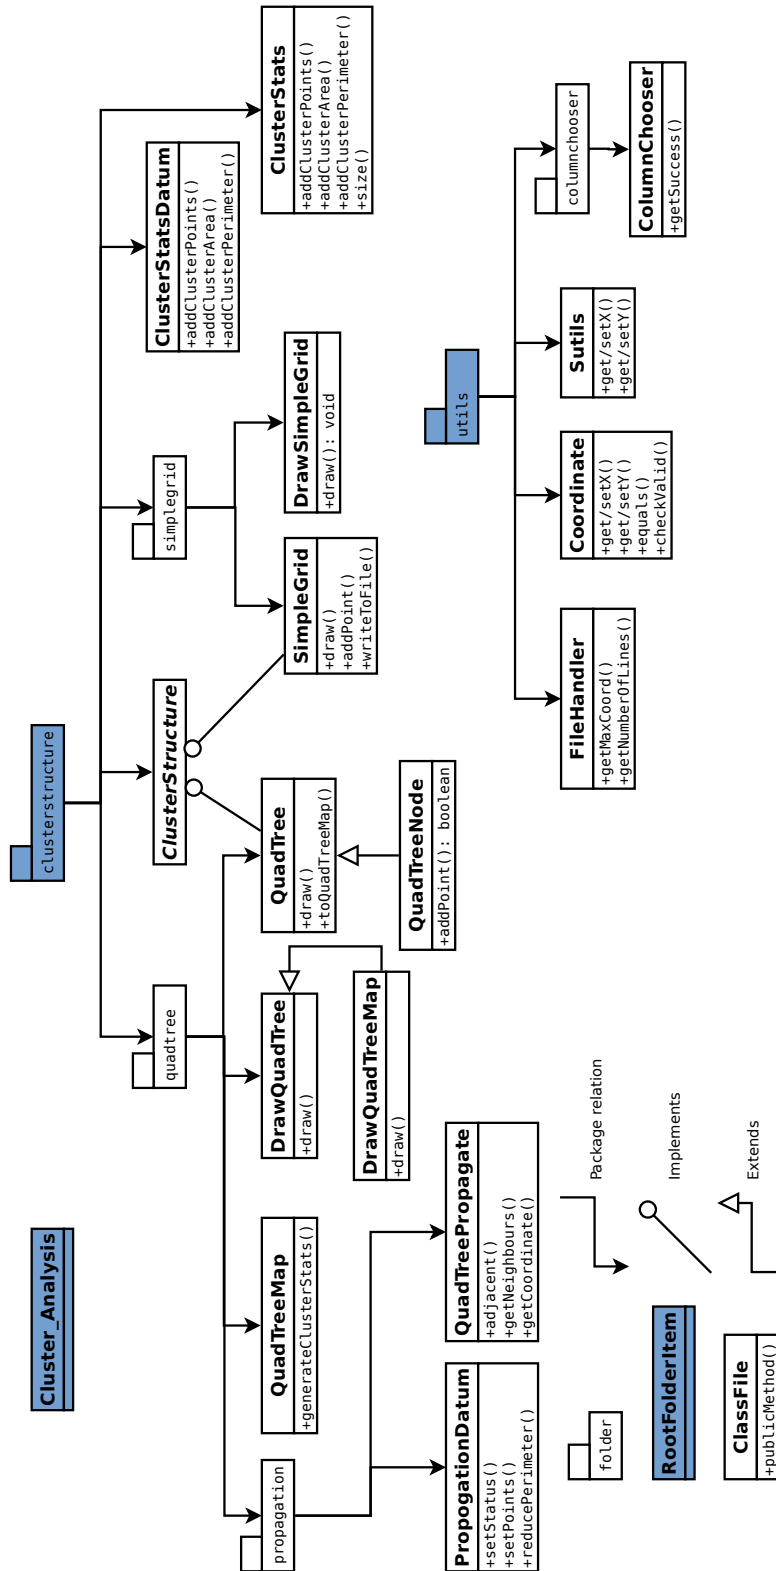 Cluster_Analysis
clusterstructure
quadtree
ClusterStructure
simplegrid
ClusterStatsDatum
+addClusterPoints()
+addClusterArea()
+addClusterPerimeter()
ClusterStats
+addClusterPoints()
+addClusterArea()
+addClusterPerimeter()
+size()
propagation
QuadTreeMap
+generateClusterStats()
DrawQuadTree
+draw()
QuadTree
+draw()
+toQuadTreeMap()
SimpleGrid
+draw()
+addPoint()
+writeToFile()
DrawSimpleGrid
+draw(): void
DrawQuadTreeMap
+draw()
QuadTreeNode
+addPoint(): boolean
PropogationDatum
+setStatus()
+setPoints()
+reducePerimeter()
QuadTreePropagate
+adjacent()
+getNeighbours()
+getCoordinate()
utils
FileHandler
+getMaxCoord()
+getNumberOfLines()
Coordinate
+get/setX()
+get/setY()
+equals()
+checkValid()
Sutils
+get/setX()
+get/setY()
columnchooser
ColumnChooser
+getSuccess()
folder
Package relation
RootFolderItem
Implements
ClassFile
+publicMethod()
Extends